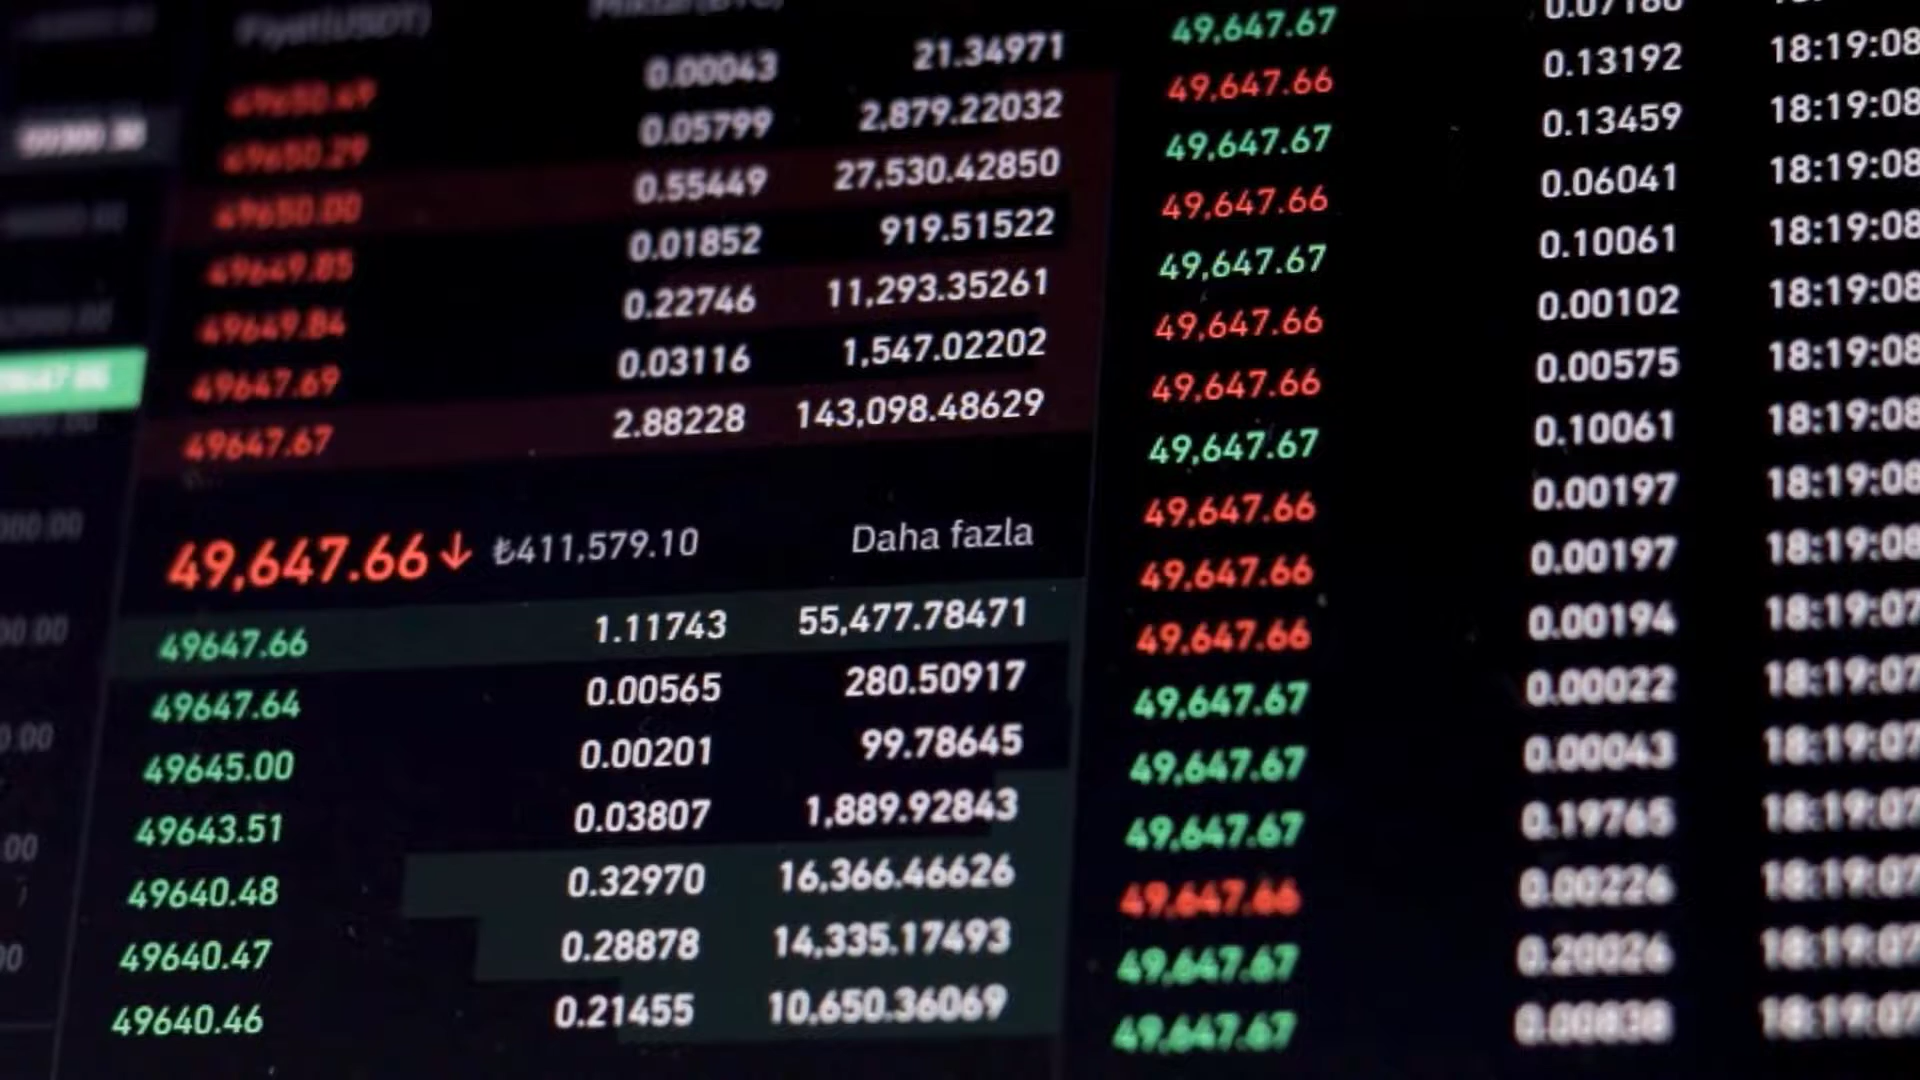 Fiyat(USDT)
49650.49 0.00043 21.34971
49650.29 0.05799 2,879.22032
49650.00 0.55449 27,530.42850
49649.85 0.01852 919.51522
49649.84 0.22746 11,293.35261
49647.69 0.03116 1,547.02202
49647.67 2.88228 143,098.48629
49,647.66↓ ₺411,579.10 Daha fazla
49647.66 1.11743 55,477.78471
49647.64 0.00565 280.50917
49645.00 0.00201 99.78645
49643.51 0.03807 1,889.92843
49640.48 0.32970 16,366.46626
49640.47 0.28878 14,335.17493
49640.46 0.21455 10,650.36069
49,647.67
49,647.66 0.13192 18:19:08
49,647.67 0.13459 18:19:08
49,647.66 0.06041 18:19:08
49,647.67 0.10061 18:19:08
49,647.66 0.00102 18:19:08
49,647.66 0.00575 18:19:08
49,647.67 0.10061 18:19:08
49,647.66 0.00197 18:19:08
49,647.66 0.00197 18:19:08
49,647.66 0.00194 18:19:07
49,647.67 0.00022 18:19:07
49,647.67 0.00043 18:19:07
49,647.67 0.19765 18:19:07
49,647.66 0.00226 18:19:07
49,647.67 0.20026 18:19:07
49,647.67 0.00838 18:19:07